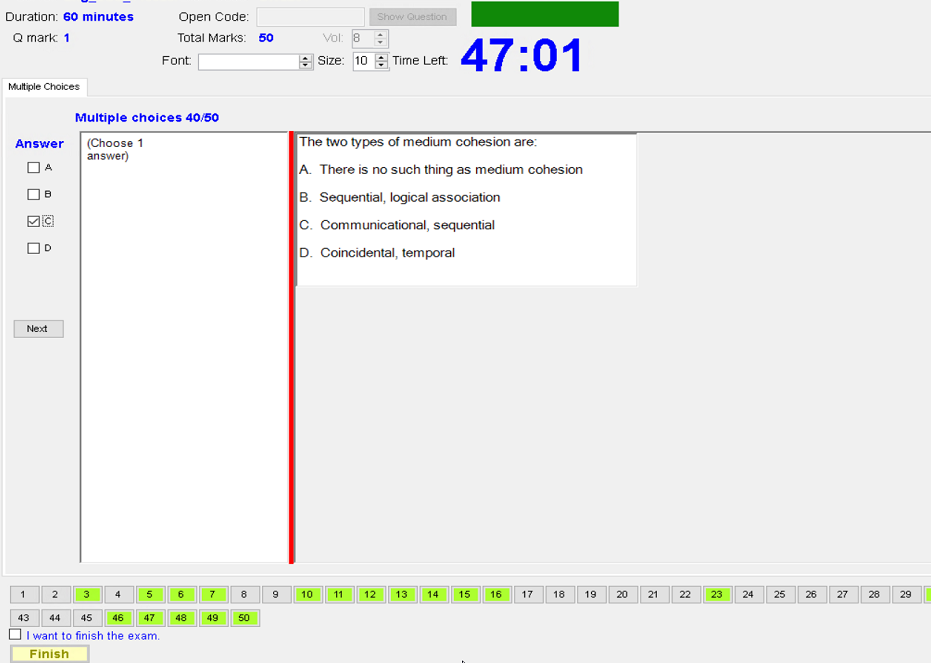 Duration: 60 minutes Open Code: Show Question
Q mark: 1 Total Marks: 50 Vol: 8
Font: Size: 10 Time Left: 47:01
Multiple Choices
Multiple choices 40/50
Answer
A
B
C
D
Next
(Choose 1
answer)
The two types of medium cohesion are:
A. There is no such thing as medium cohesion
B. Sequential, logical association
C. Communicational, sequential
D. Coincidental, temporal
1 2 3 4 5 6 7 8 9 10 11 12 13 14 15 16 17 18 19 20 21 22 23 24 25 26 27 28 29
43 44 45 46 47 48 49 50
I want to finish the exam.
Finish